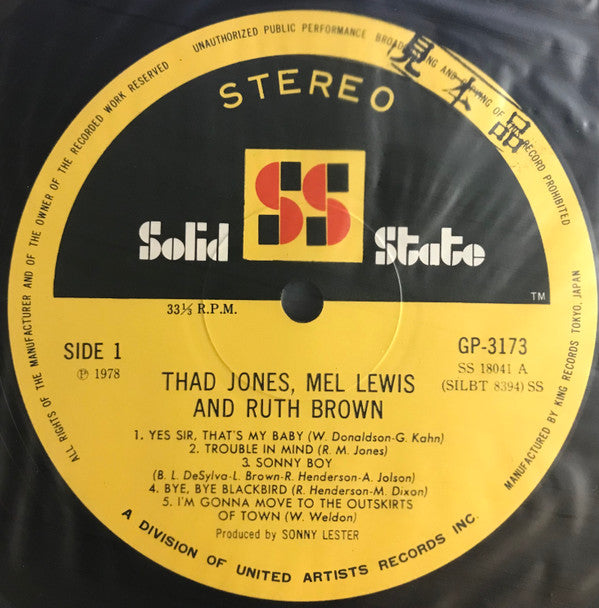 ALL RIGHTS OF THE MANUFACTURER AND OF THE OWNER OF THE RECORDED WORK RESERVED
UNAUTHORIZED PUBLIC PERFORMANCE BROADCASTING AND COPYING OF THIS RECORD PROHIBITED
見本品
STEREO
SS
Solid State
TM
33⅓ R.P.M.
SIDE 1
℗ 1978
GP-3173
SS 18041 A
(SILBT 8394) SS
THAD JONES, MEL LEWIS
AND RUTH BROWN
1. YES SIR, THAT'S MY BABY (W. Donaldson-G. Kahn)
2. TROUBLE IN MIND (R. M. Jones)
3. SONNY BOY
(B. L. DeSylva-L. Brown-R. Henderson-A. Jolson)
4. BYE, BYE BLACKBIRD (R. Henderson-M. Dixon)
5. I'M GONNA MOVE TO THE OUTSKIRTS
OF TOWN (W. Weldon)
Produced by SONNY LESTER
A DIVISION OF UNITED ARTISTS RECORDS INC.
MANUFACTURED BY KING RECORDS TOKYO, JAPAN